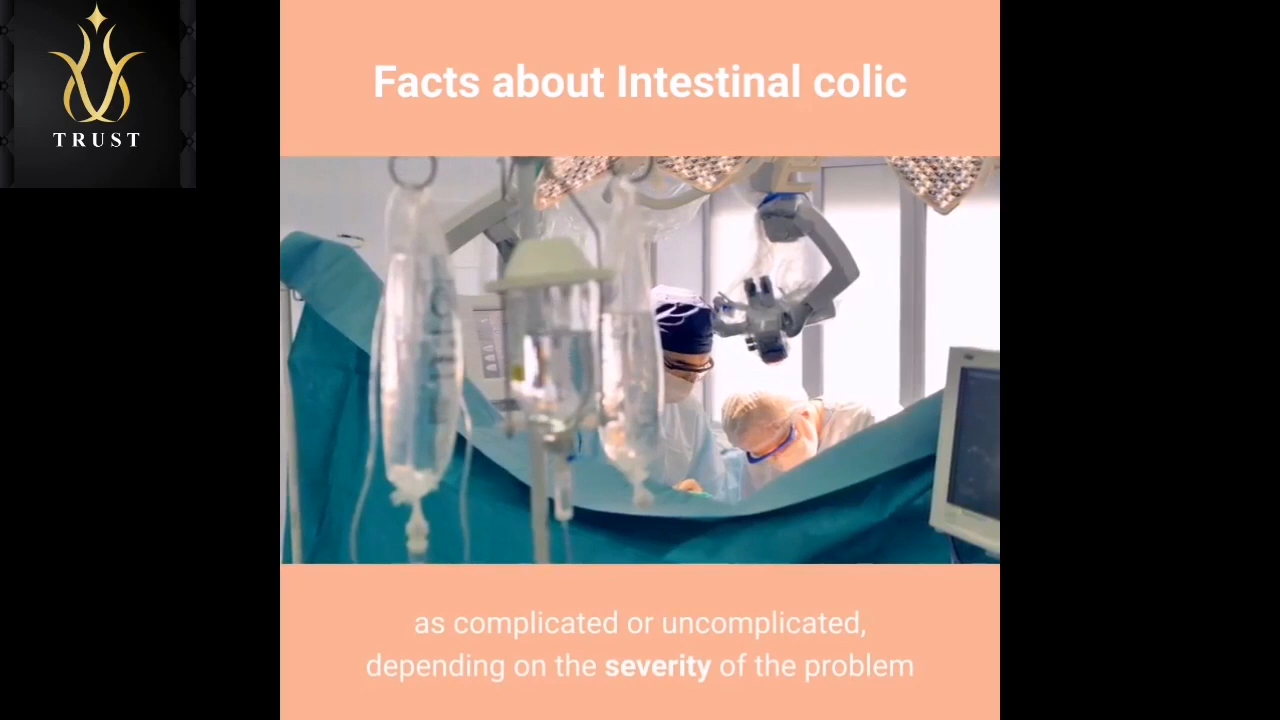 TRUST
Facts about Intestinal colic
as complicated or uncomplicated,
depending on the severity of the problem